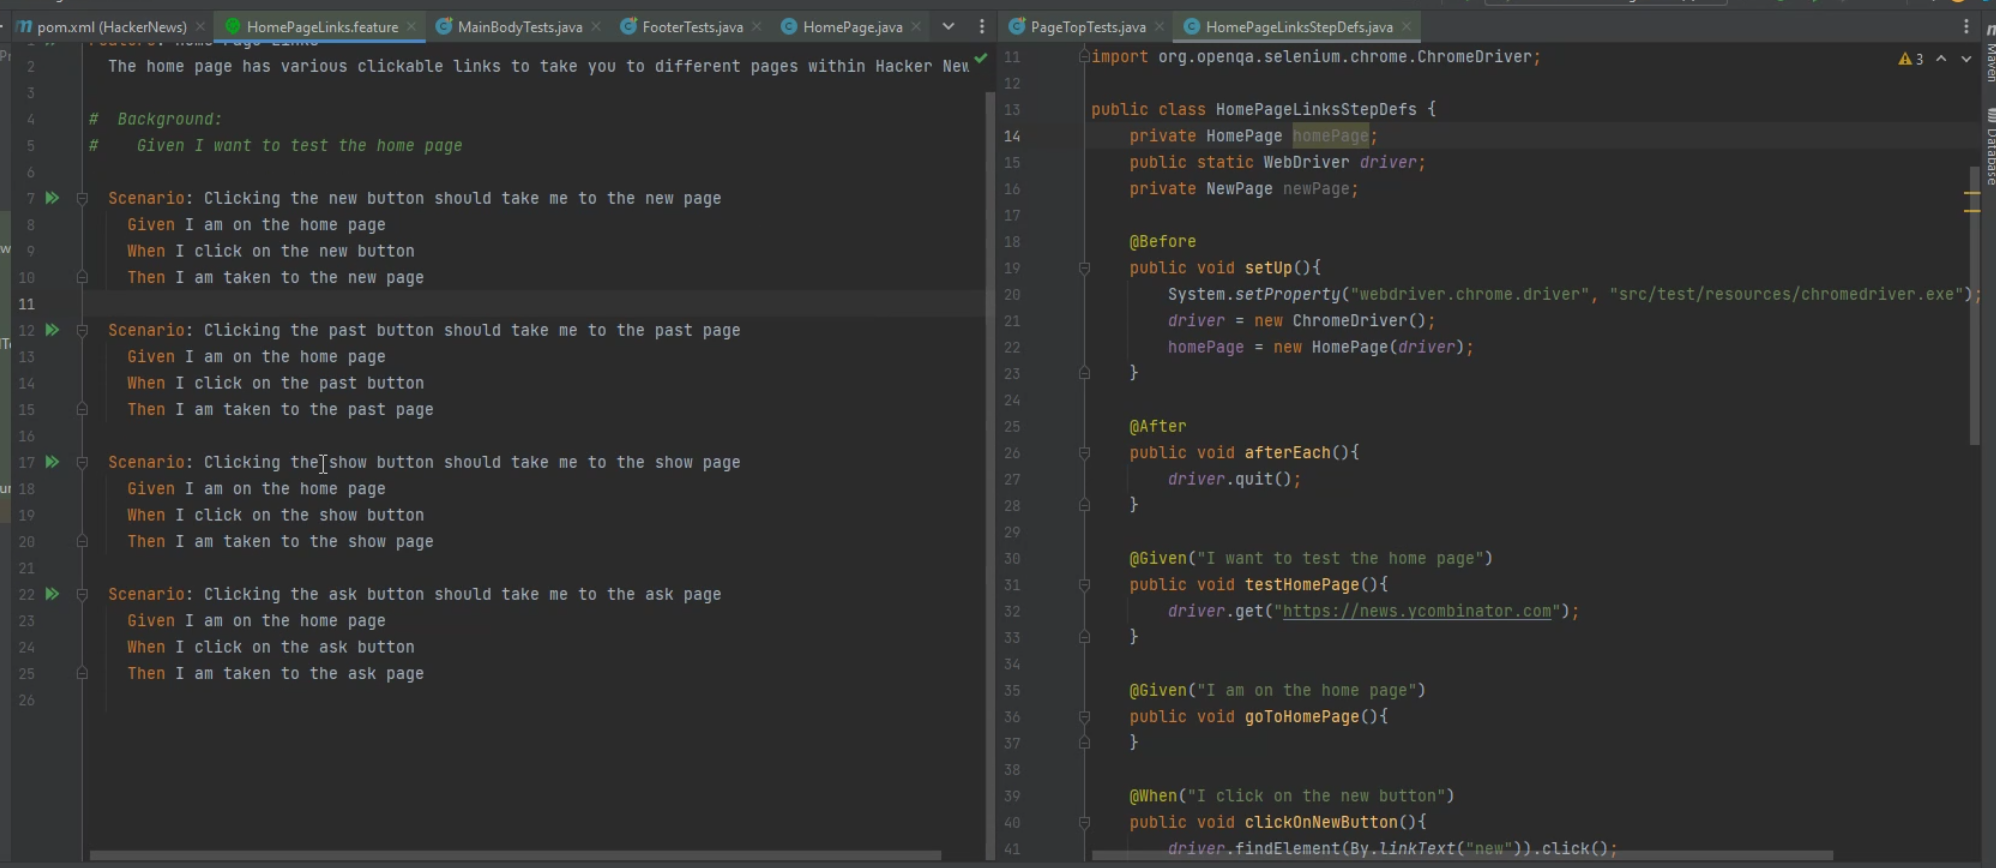 pom.xml (HackerNews)
HomePageLinks.feature
MainBodyTests.java
FooterTests.java
HomePage.java
PageTopTests.java
HomePageLinksStepDefs.java
2 The home page has various clickable links to take you to different pages within Hacker New
3
4 # Background:
5 # Given I want to test the home page
6
7 Scenario: Clicking the new button should take me to the new page
8 Given I am on the home page
9 When I click on the new button
10 Then I am taken to the new page
11
12 Scenario: Clicking the past button should take me to the past page
13 Given I am on the home page
14 When I click on the past button
15 Then I am taken to the past page
16
17 Scenario: Clicking the show button should take me to the show page
18 Given I am on the home page
19 When I click on the show button
20 Then I am taken to the show page
21
22 Scenario: Clicking the ask button should take me to the ask page
23 Given I am on the home page
24 When I click on the ask button
25 Then I am taken to the ask page
26
11 import org.openqa.selenium.chrome.ChromeDriver;
12
13 public class HomePageLinksStepDefs {
14 private HomePage homePage;
15 public static WebDriver driver;
16 private NewPage newPage;
17
18 @Before
19 public void setUp(){
20 System.setProperty("webdriver.chrome.driver", "src/test/resources/chromedriver.exe");
21 driver = new ChromeDriver();
22 homePage = new HomePage(driver);
23 }
24
25 @After
26 public void afterEach(){
27 driver.quit();
28 }
29
30 @Given("I want to test the home page")
31 public void testHomePage(){
32 driver.get("https://news.ycombinator.com");
33 }
34
35 @Given("I am on the home page")
36 public void goToHomePage(){
37 }
38
39 @When("I click on the new button")
40 public void clickOnNewButton(){
41 driver.findElement(By.linkText("new")).click();
3
Maven
Database